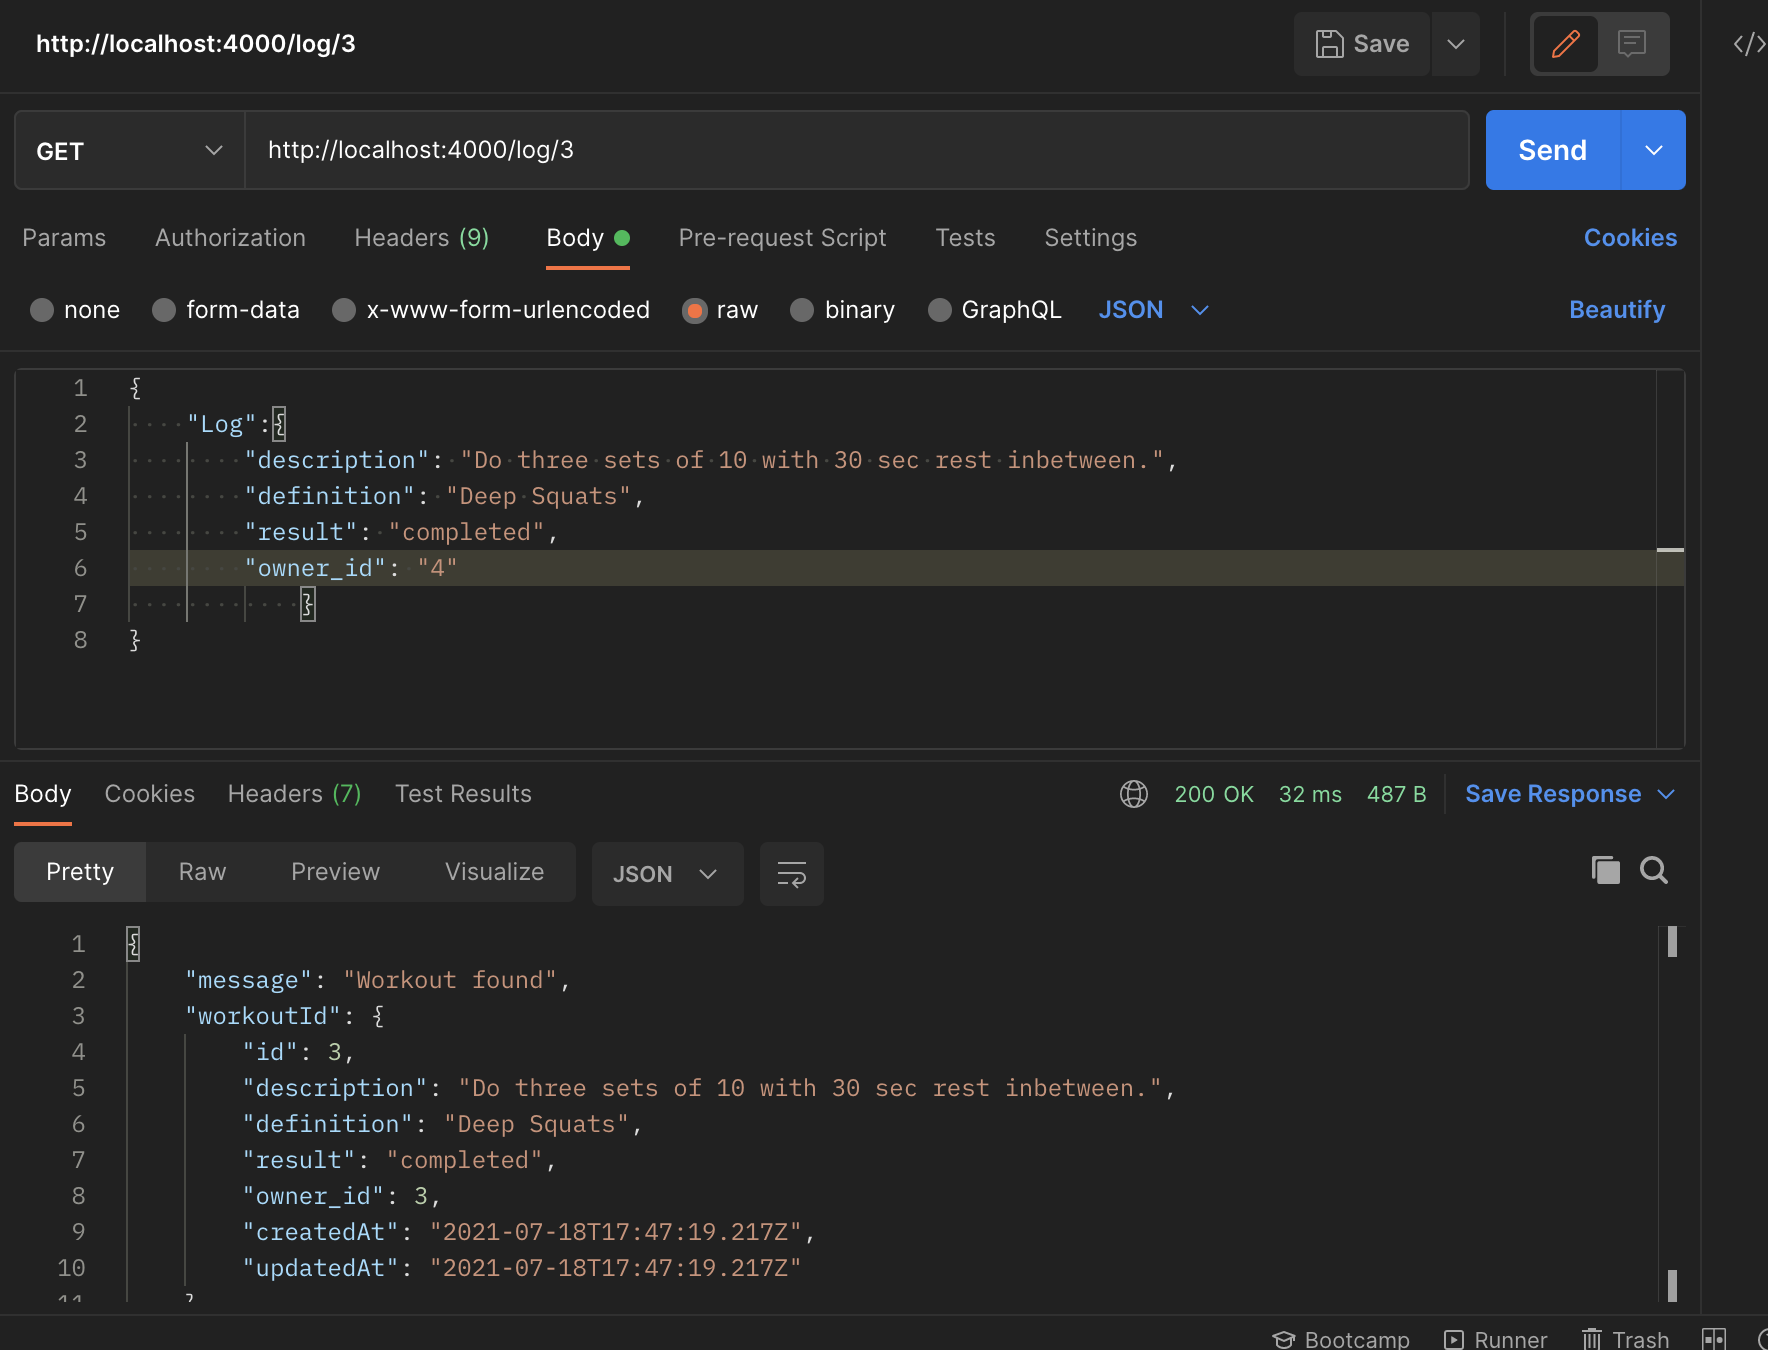 http://localhost:4000/log/3
Save
GET
http://localhost:4000/log/3
Send
Params Authorization Headers (9) Body Pre-request Script Tests Settings Cookies
none form-data x-www-form-urlencoded raw binary GraphQL JSON Beautify
1 {
2 "Log":{
3 "description": "Do three sets of 10 with 30 sec rest inbetween.",
4 "definition": "Deep Squats",
5 "result": "completed",
6 "owner_id": "4"
7 }
8 }
Body Cookies Headers (7) Test Results 200 OK 32 ms 487 B Save Response
Pretty Raw Preview Visualize JSON
1 {
2 "message": "Workout found",
3 "workoutId": {
4 "id": 3,
5 "description": "Do three sets of 10 with 30 sec rest inbetween.",
6 "definition": "Deep Squats",
7 "result": "completed",
8 "owner_id": 3,
9 "createdAt": "2021-07-18T17:47:19.217Z",
10 "updatedAt": "2021-07-18T17:47:19.217Z"
11 }
Bootcamp Runner Trash